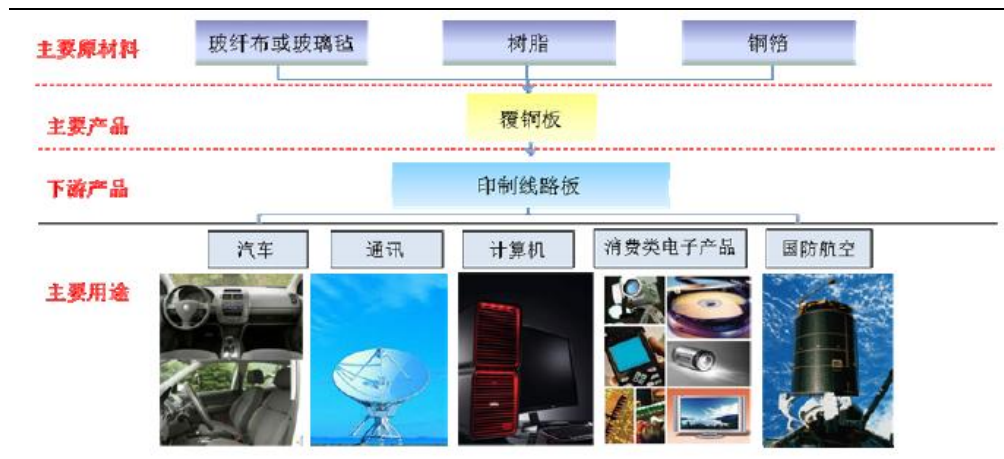 主要原材料
玻纤布或玻璃毡
树脂
铜箔
主要产品
覆铜板
下游产品
印制线路板
汽车
通讯
计算机
消费类电子产品
国防航空
主要用途